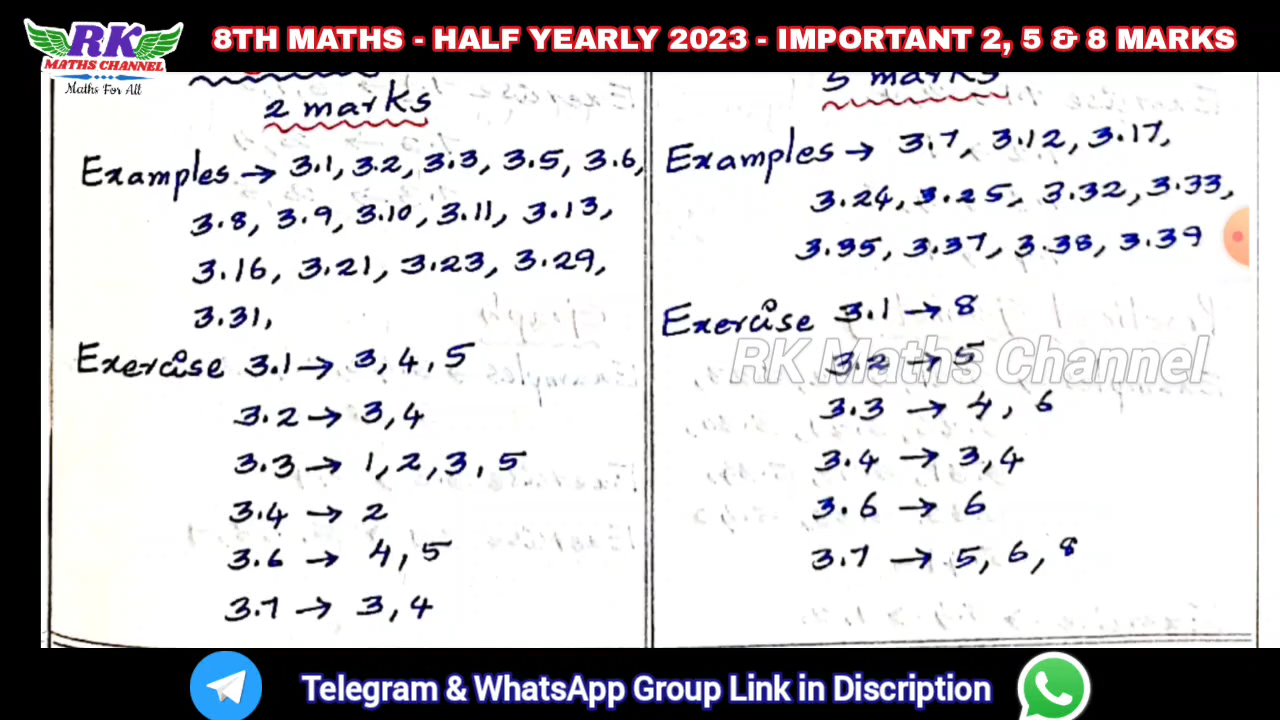 RK
MATHS CHANNEL
Maths For All
8TH MATHS - HALF YEARLY 2023 - IMPORTANT 2, 5 & 8 MARKS
2 marks
Examples → 3.1, 3.2, 3.3, 3.5, 3.6,
3.8, 3.9, 3.10, 3.11, 3.13,
3.16, 3.21, 3.23, 3.29,
3.31,
Exercise 3.1 → 3, 4, 5
3.2 → 3, 4
3.3 → 1, 2, 3, 5
3.4 → 2
3.6 → 4, 5
3.7 → 3, 4
5 marks
Examples → 3.7, 3.12, 3.17,
3.24, 3.25, 3.32, 3.33,
3.35, 3.37, 3.38, 3.39
Exercise 3.1 → 8
3.2 → 5
3.3 → 4, 6
3.4 → 3, 4
3.6 → 6
3.7 → 5, 6, 8
RK Maths Channel
Telegram & WhatsApp Group Link in Discription